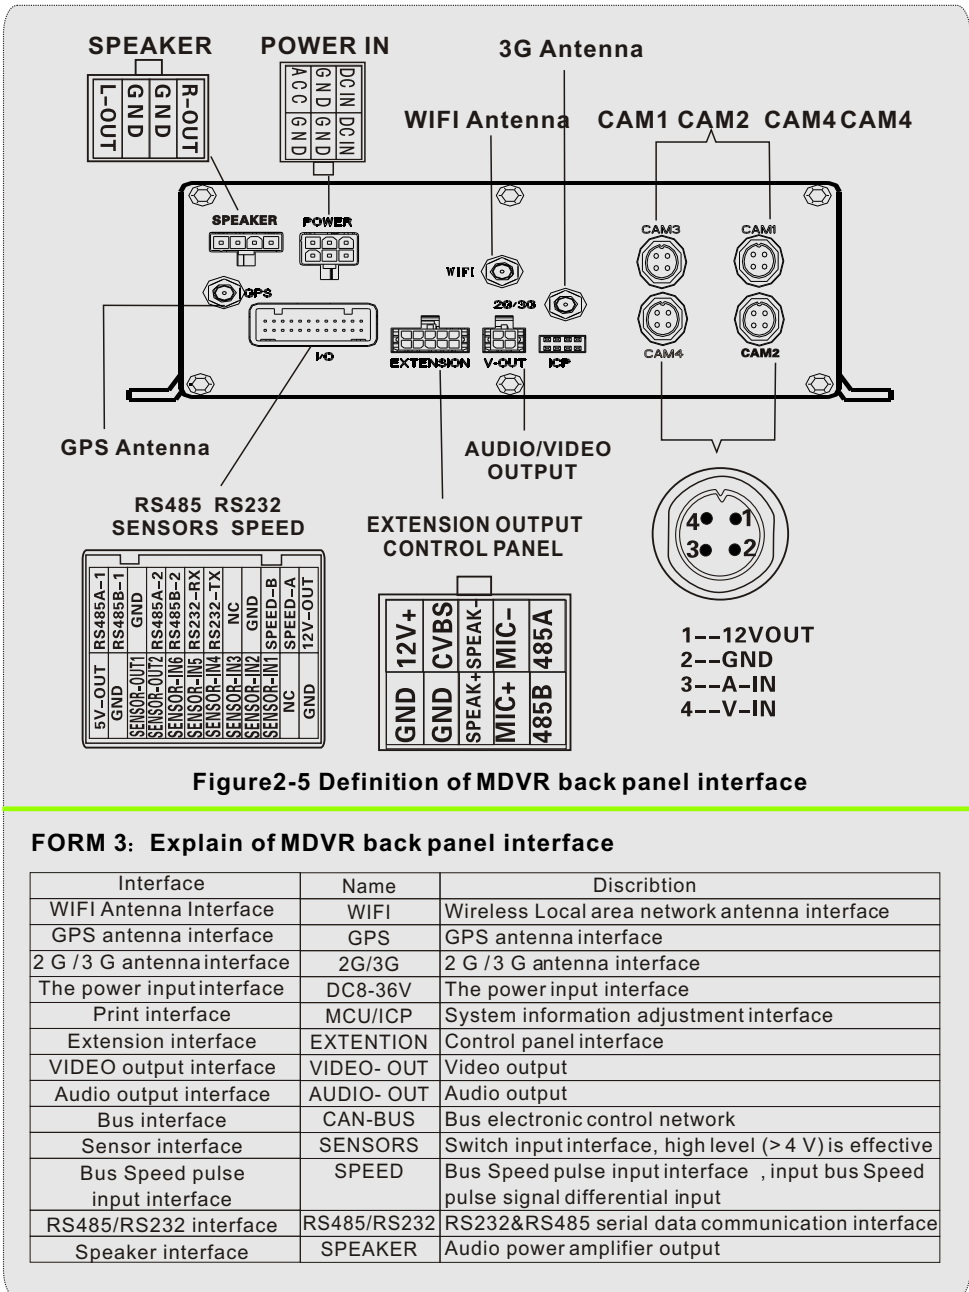 SPEAKER
POWER IN
3G Antenna
L-OUT
GND
GND
R-OUT
ACC GND
GND GND
DC IN DC IN
WIFI Antenna
CAM1 CAM2 CAM4 CAM4
SPEAKER
POWER
CAM3
CAM1
WIFI
GPS
2G/3G
I/O
EXTENSION
V-OUT
ICP
CAM4
CAM2
GPS Antenna
AUDIO/VIDEO
OUTPUT
RS485 RS232
SENSORS SPEED
EXTENSION OUTPUT
CONTROL PANEL
4 1
3 2
RS485A-1
RS485B-1
GND
RS485A-2
RS485B-2
RS232-RX
RS232-TX
NC
GND
SPEED-B
SPEED-A
12V-OUT
5V-OUT
GND
SENSOR-OUT1
SENSOR-OUT2
SENSOR-IN6
SENSOR-IN5
SENSOR-IN4
SENSOR-IN3
SENSOR-IN2
SENSOR-IN1
NC
GND
12V+
CVBS
SPEAK-
MIC-
485A
GND
GND
SPEAK+
MIC+
485B
1--12VOUT
2--GND
3--A-IN
4--V-IN
Figure2-5 Definition of MDVR back panel interface
FORM 3: Explain of MDVR back panel interface
Interface Name Discribtion
WIFI Antenna Interface WIFI Wireless Local area network antenna interface
GPS antenna interface GPS GPS antenna interface
2 G / 3 G antenna interface 2G/3G 2 G / 3 G antenna interface
The power input interface DC8-36V The power input interface
Print interface MCU/ICP System information adjustment interface
Extension interface EXTENTION Control panel interface
VIDEO output interface VIDEO- OUT Video output
Audio output interface AUDIO- OUT Audio output
Bus interface CAN-BUS Bus electronic control network
Sensor interface SENSORS Switch input interface, high level (> 4 V) is effective
Bus Speed pulse SPEED Bus Speed pulse input interface , input bus Speed
input interface pulse signal differential input
RS485/RS232 interface RS485/RS232 RS232&RS485 serial data communication interface
Speaker interface SPEAKER Audio power amplifier output